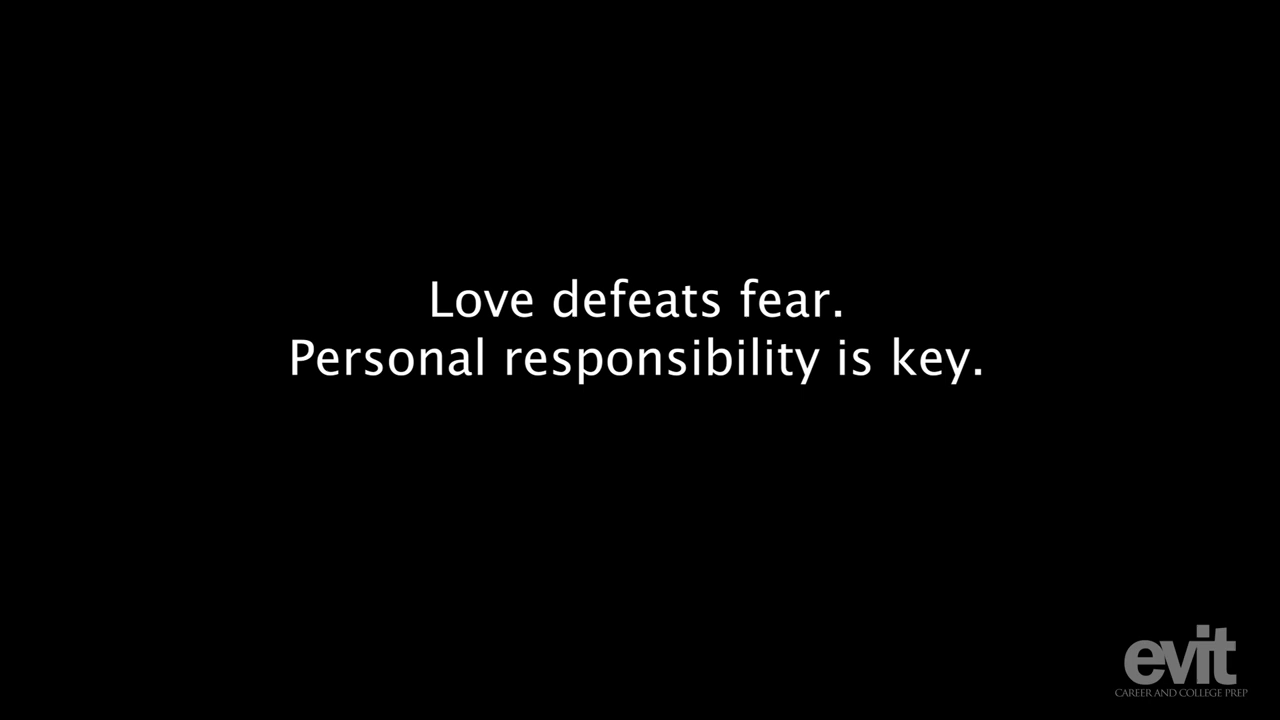 Love defeats fear.
Personal responsibility is key.
evit
CAREER AND COLLEGE PREP